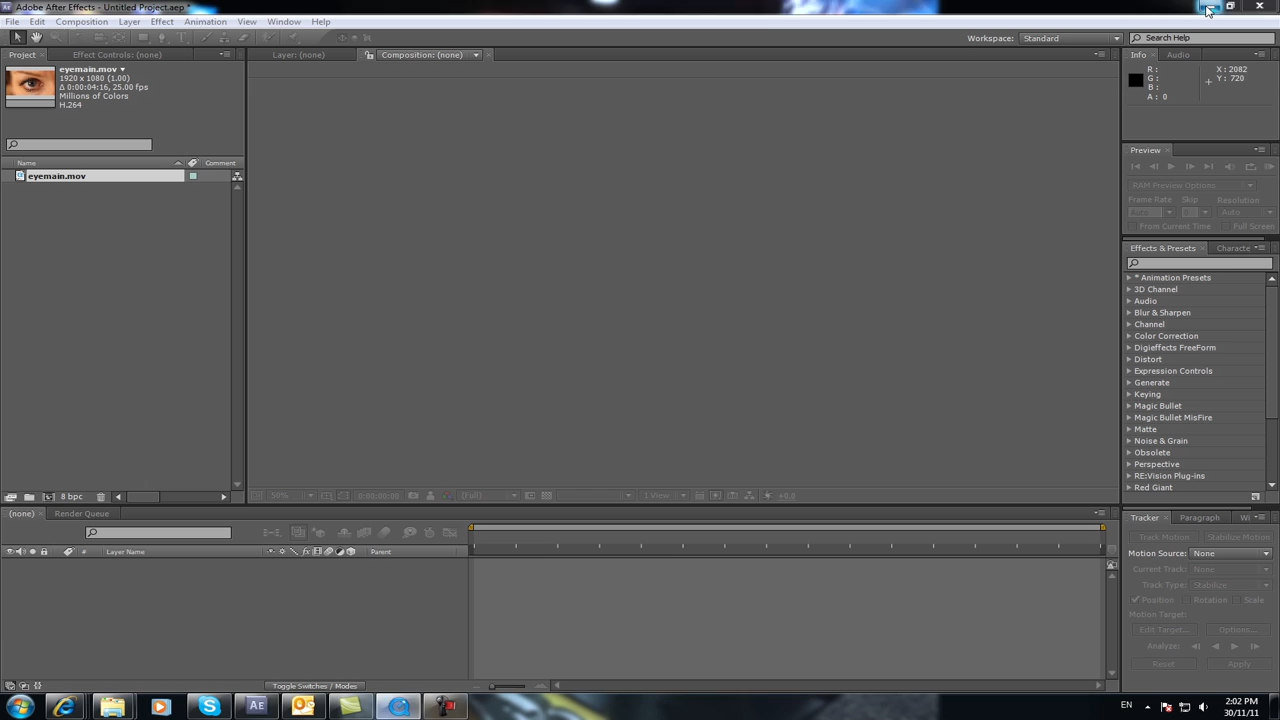 Adobe After Effects - Untitled Project.aep *
File Edit Composition Layer Effect Animation View Window Help
Workspace: Standard Search Help
Project Effect Controls: (none)
Layer: (none) Composition: (none)
Info Audio
eyemain.mov
1920 x 1080 (1.00)
Δ 0:00:04:16, 25.00 fps
Millions of Colors
H.264
R :
G :
B :
A : 0
X : 2082
Y : 720
Name Comment
eyemain.mov
Preview
RAM Preview Options
Frame Rate Skip Resolution
Auto
From Current Time Full Screen
Effects & Presets Characte
* Animation Presets
3D Channel
Audio
Blur & Sharpen
Channel
Color Correction
Digieffects FreeForm
Distort
Expression Controls
Generate
Keying
Magic Bullet
Magic Bullet MisFire
Matte
Noise & Grain
Obsolete
Perspective
RE:Vision Plug-ins
Red Giant
8 bpc
50% 0:00:00:00 (Full) 1 View +0.0
(none) Render Queue
# Layer Name Parent
Toggle Switches / Modes
Tracker Paragraph Wi
Track Motion Stabilize Motion
Motion Source: None
Current Track: None
Track Type: Stabilize
Position Rotation Scale
Motion Target:
Edit Target... Options...
Analyze:
Reset Apply
EN 2:02 PM
30/11/11